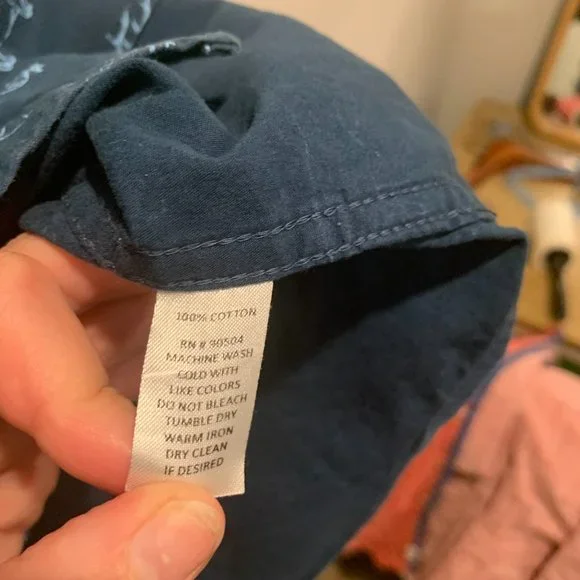 100% COTTON
RN # 90504
MACHINE WASH
COLD WITH
LIKE COLORS
DO NOT BLEACH
TUMBLE DRY
WARM IRON
DRY CLEAN
IF DESIRED